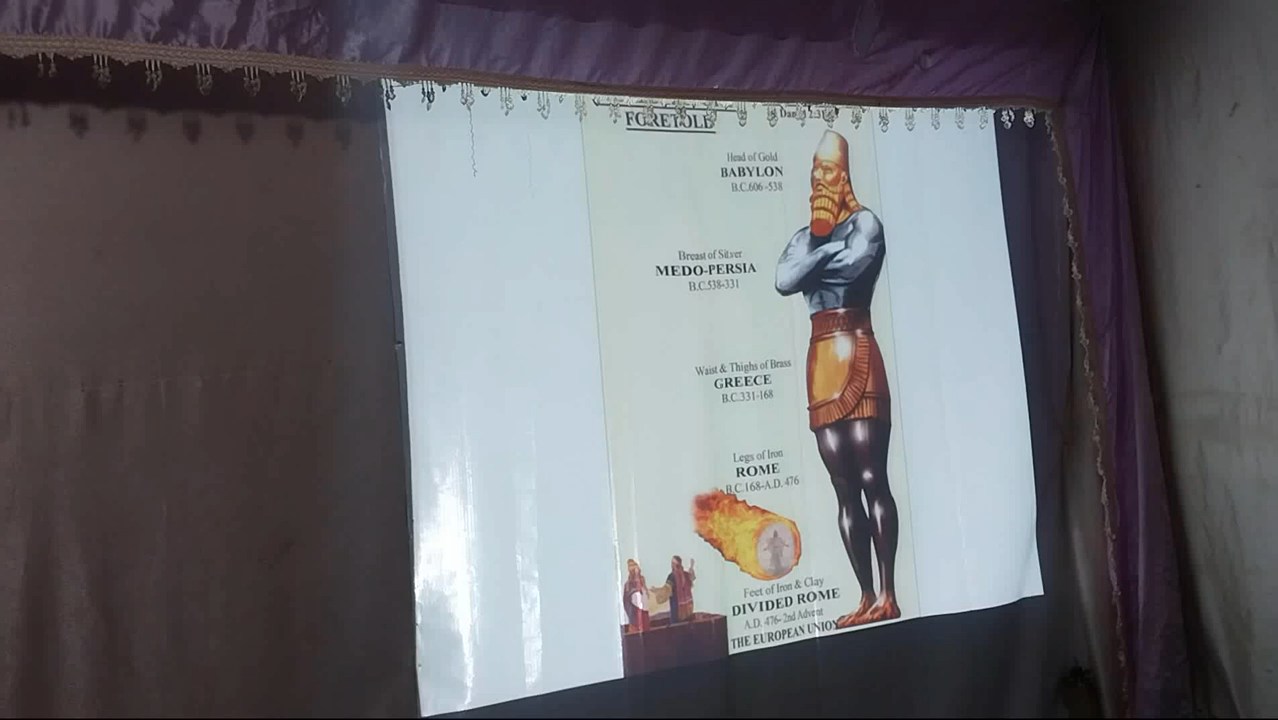 FORETOLD
Head of Gold
BABYLON
B.C.606-538
Breast of Silver
MEDO-PERSIA
B.C.538-331
Waist & Thighs of Brass
GREECE
B.C.331-168
Legs of Iron
ROME
B.C.168-A.D. 476
Feet of Iron & Clay
DIVIDED ROME
A.D. 476- 2nd Advent
THE EUROPEAN UNION